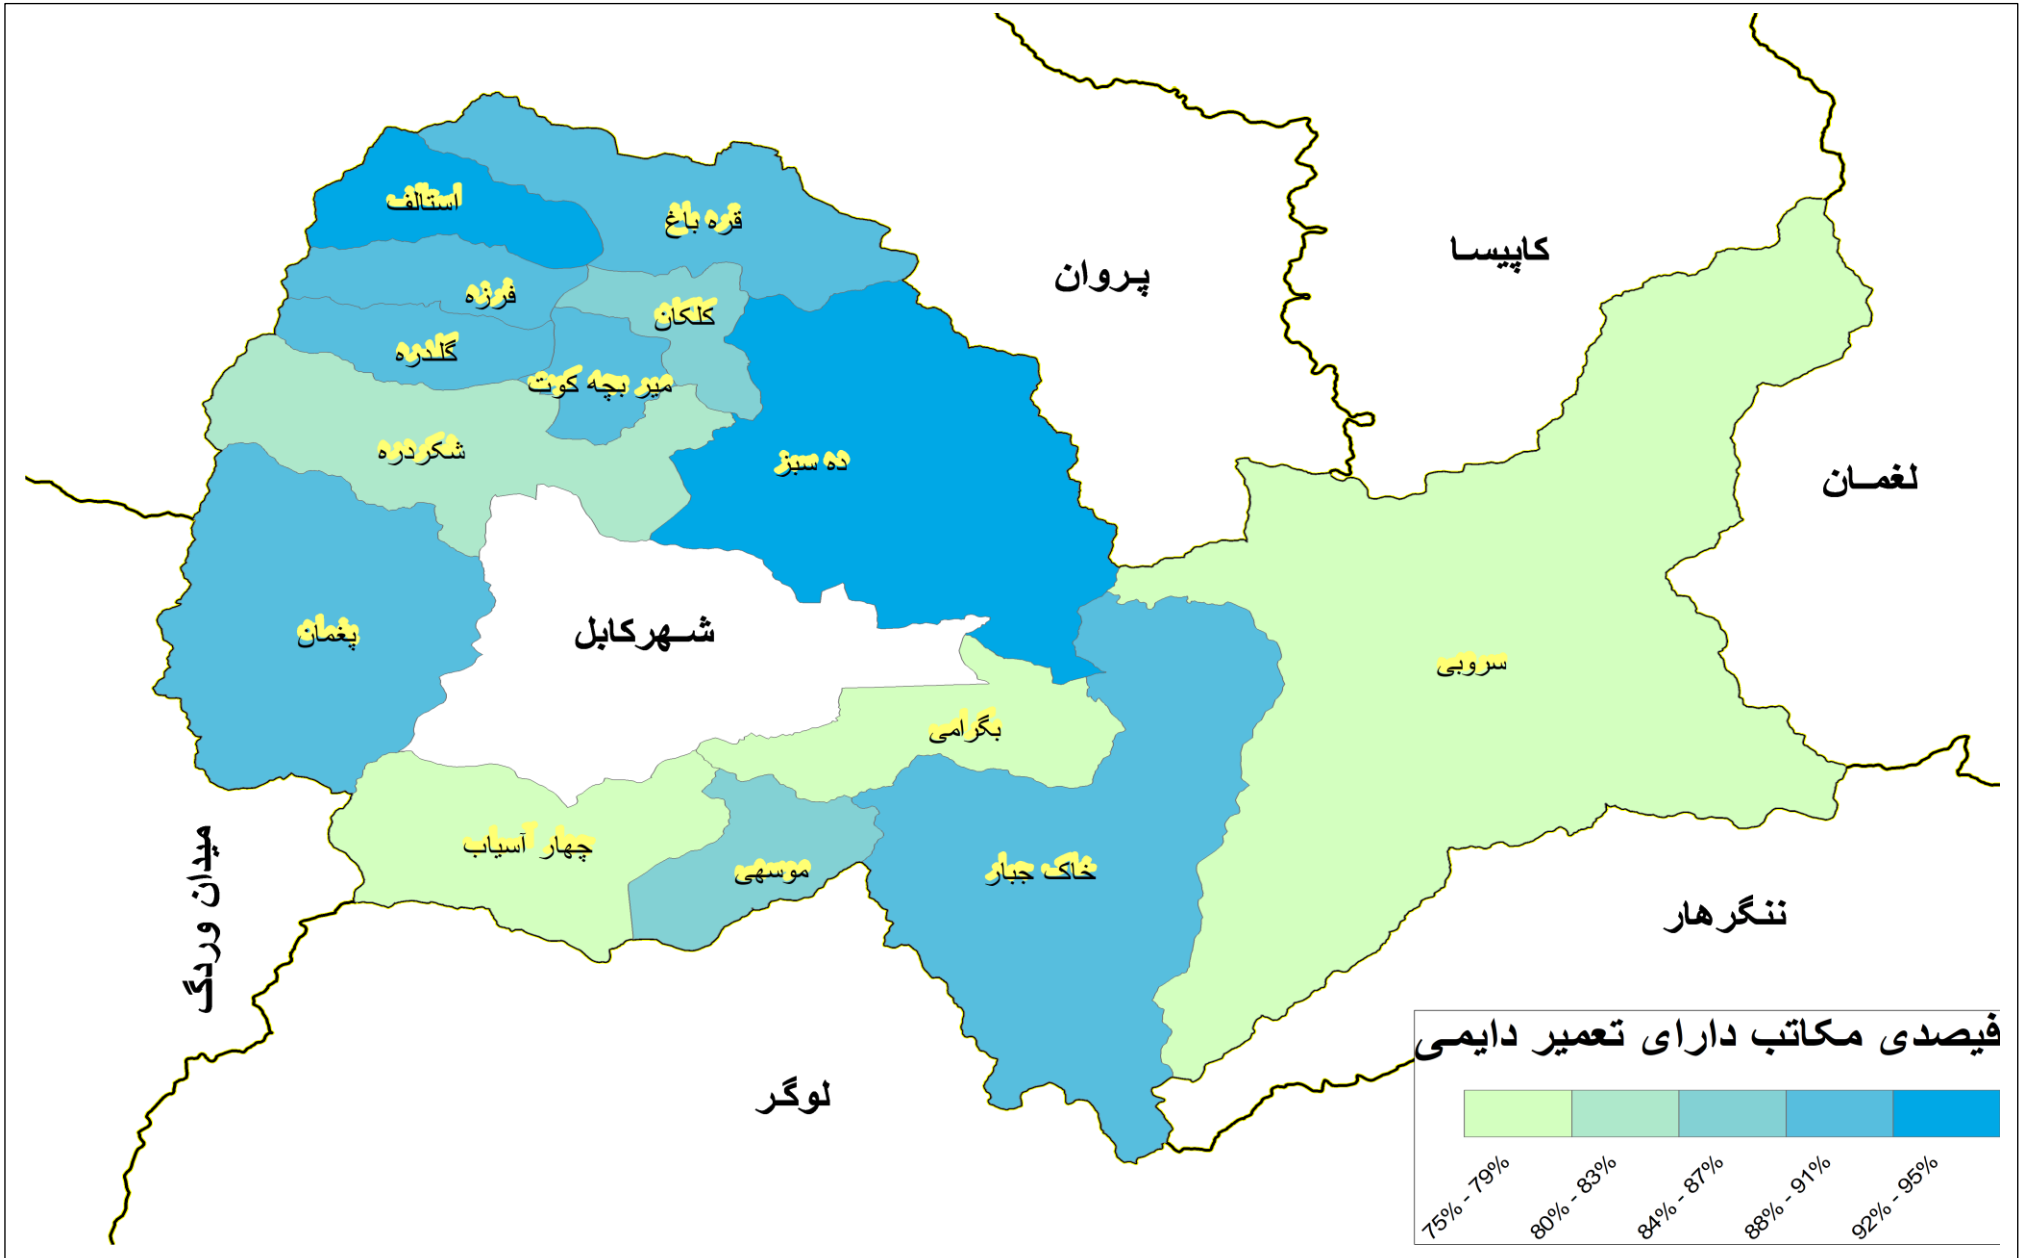 استالف
قره باغ
کاپیسا
پروان
فرزه
کلکان
گلدره
میر بچه کوت
شکردره
ده سبز
لغمــان
پغمان
شــهرکابل
سروبی
بگرامی
چهار آسیاب
موسهی
خاک جبار
میدان وردگ
ننگرهار
لوگر
فیصدی مکاتب دارای تعمیر دایمی
75% - 79%
80% - 83%
84% - 87%
88% - 91%
92% - 95%